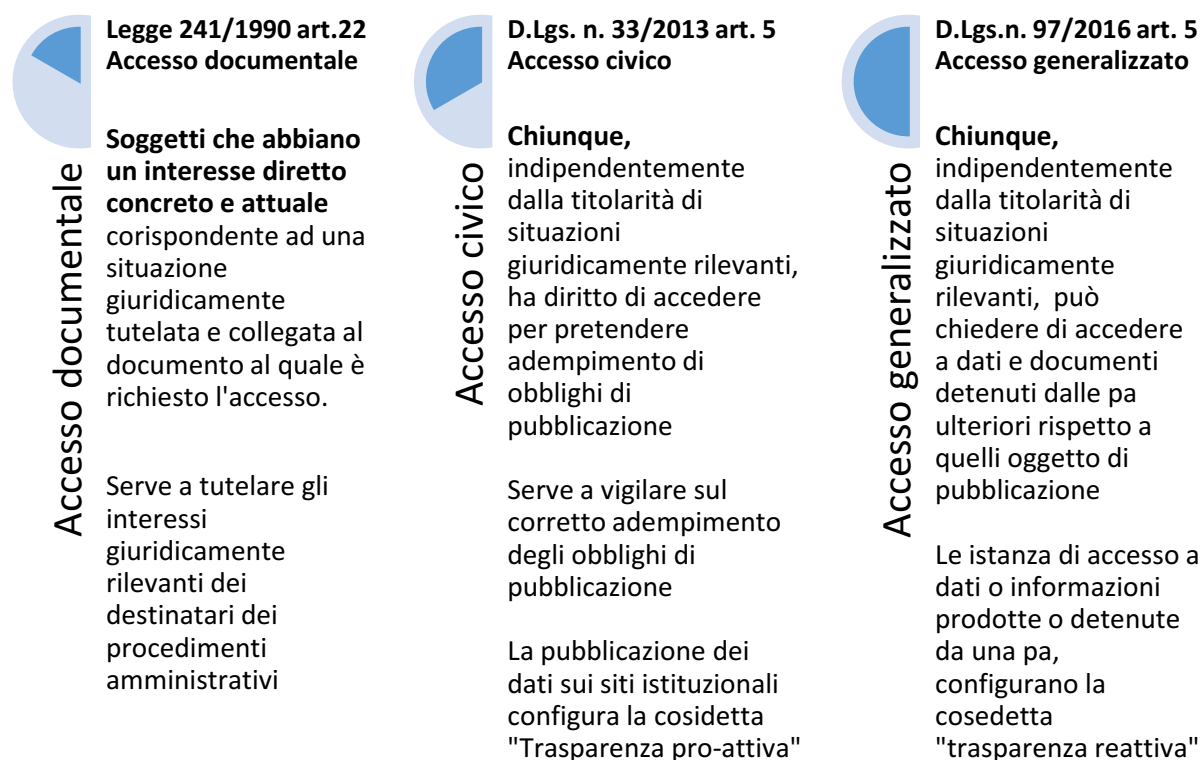 Legge 241/1990 art.22
Accesso documentale
Soggetti che abbiano
un interesse diretto
concreto e attuale
corispondente ad una
situazione
giuridicamente
tutelata e collegata al
documento al quale è
richiesto l'accesso.
Serve a tutelare gli
interessi
giuridicamente
rilevanti dei
destinatari dei
procedimenti
amministrativi
Accesso documentale
D.Lgs. n. 33/2013 art. 5
Accesso civico
Chiunque,
indipendentemente
dalla titolarità di
situazioni
giuridicamente rilevanti,
ha diritto di accedere
per pretendere
adempimento di
obblighi di
pubblicazione
Serve a vigilare sul
corretto adempimento
degli obblighi di
pubblicazione
La pubblicazione dei
dati sui siti istituzionali
configura la cosidetta
"Trasparenza pro-attiva"
Accesso civico
D.Lgs.n. 97/2016 art. 5
Accesso generalizzato
Chiunque,
indipendentemente
dalla titolarità di
situazioni
giuridicamente
rilevanti, può
chiedere di accedere
a dati e documenti
detenuti dalle pa
ulteriori rispetto a
quelli oggetto di
pubblicazione
Le istanza di accesso a
dati o informazioni
prodotte o detenute
da una pa,
configurano la
cosedetta
"trasparenza reattiva"
Accesso generalizzato